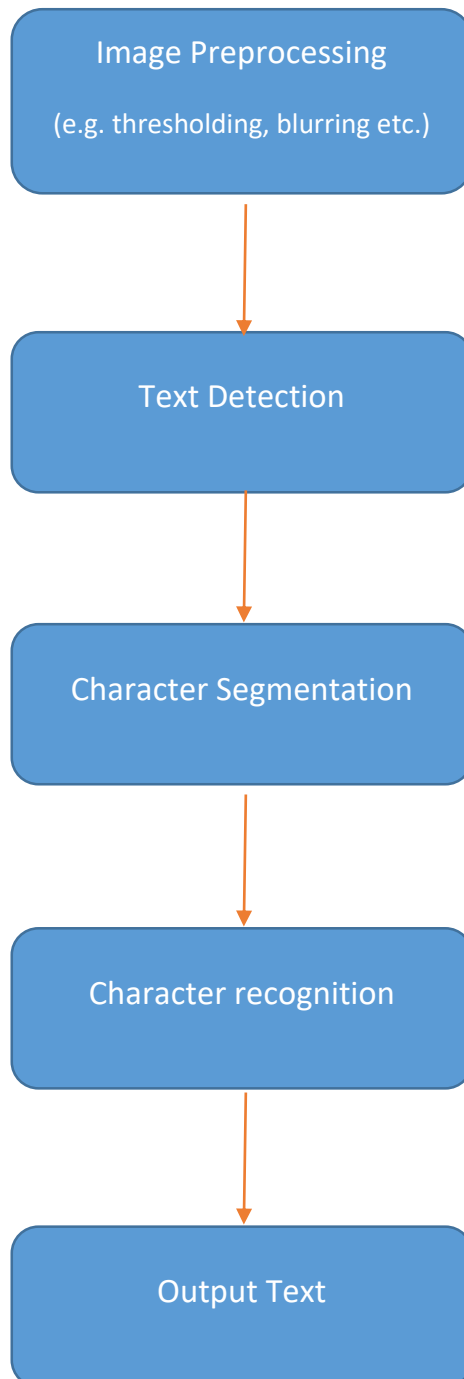 Image Preprocessing
(e.g. thresholding, blurring etc.)
Text Detection
Character Segmentation
Character recognition
Output Text